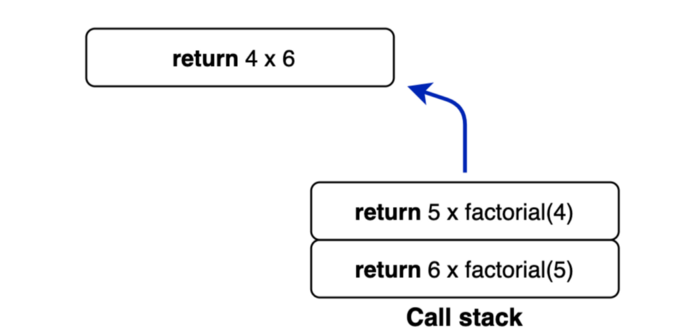 return 4 x 6
return 5 x factorial(4)
return 6 x factorial(5)
Call stack